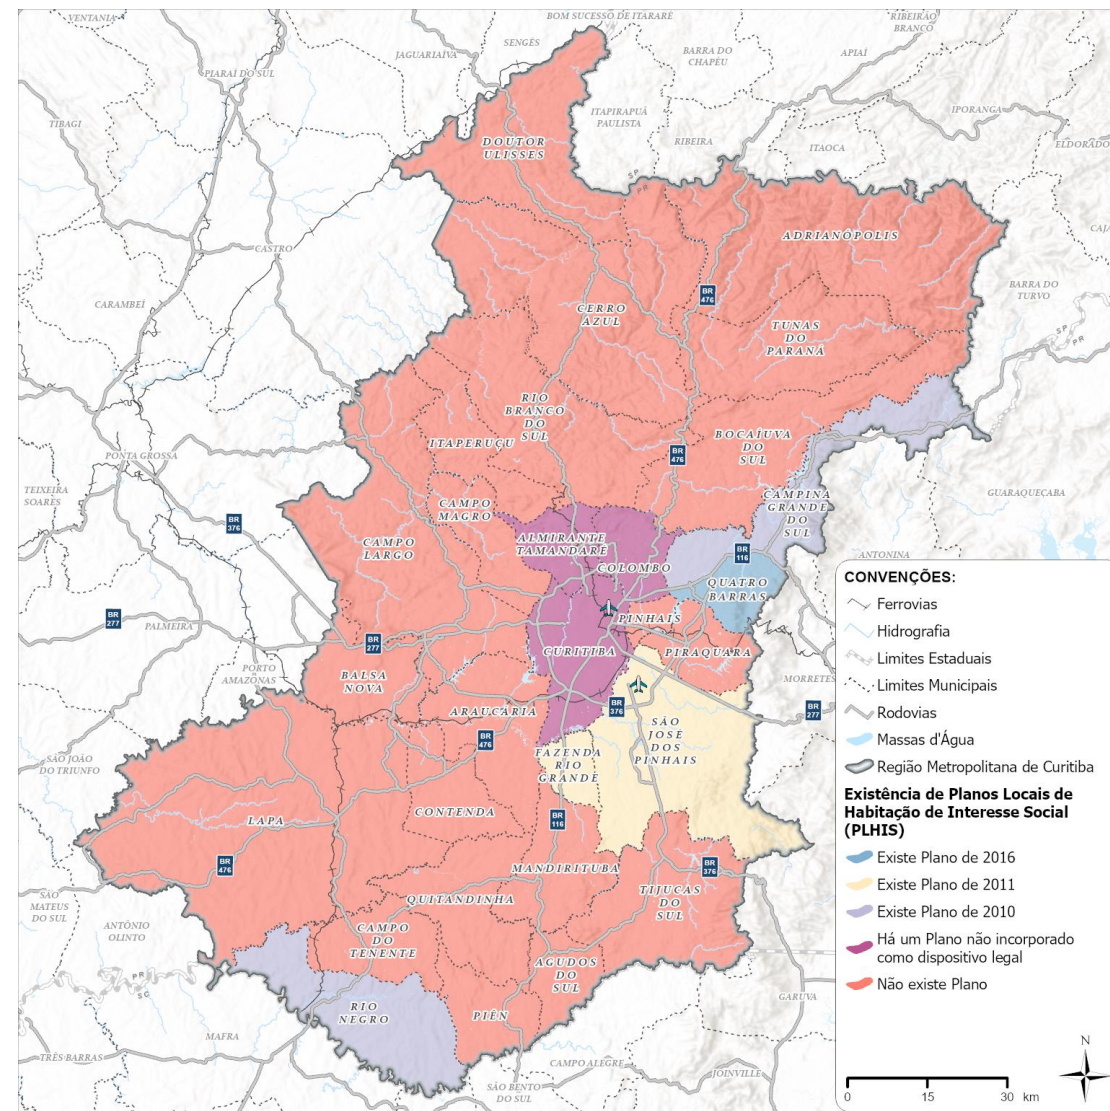 VENTANIA
BOM SUCESSO DE ITARARÉ
RIBEIRÃO
BRANCO
SENGÉS
JAGUARIAÍVA
BARRA DO
CHAPÉU
APIAÍ
PIARAÍ DO SUL
TIBAGI
ITAPIRAPUÃ
PAULISTA
IPORANGA
RIBEIRA
ITAOCA
ELDORADO
DOUTOR
ULISSES
SP
PR
ADRIANÓPOLIS
CASTRO
CARAMBEÍ
BARRA DO
TURVO
BR
476
CERRO
AZUL
TUNAS
DO
PARANÁ
SP
PR
RIO
BRANCO
DO
SUL
ITAPERUÇU
BOCAIÚVA
DO
SUL
BR
476
PONTA GROSSA
TEIXEIRA
SOARES
CAMPO
MAGRO
CAMPINA
GRANDE
DO
SUL
GUARAQUEÇABA
BR
376
CAMPO
LARGO
ALMIRANTE
TAMANDARÉ
COLOMBO
BR
116
QUATRO
BARRAS
ANTONINA
BR
277
PALMEIRA
BR
277
PINHAIS
CURITIBA
PIRAQUARA
PORTO
AMAZONAS
BALSA
NOVA
MORRETES
BR
277
ARAUCÁRIA
BR
376
BR
476
SÃO
JOSÉ
DOS
PINHAIS
FAZENDA
RIO
GRANDE
SÃO JOÃO
DO TRIUNFO
LAPA
CONTENDA
BR
116
BR
476
MANDIRITUBA
BR
376
QUITANDINHA
TIJUCAS
DO
SUL
SÃO
MATEUS
DO SUL
ANTÔNIO
OLINTO
CAMPO
DO
TENENTE
AGUDOS
DO
SUL
PR
SC
RIO
NEGRO
PIÊN
GARUVA
MAFRA
TRÊS BARRAS
CAMPO ALEGRE
JOINVILLE
SÃO BENTO
DO SUL
CONVENÇÕES:
Ferrovias
Hidrografia
Limites Estaduais
Limites Municipais
Rodovias
Massas d'Água
Região Metropolitana de Curitiba
Existência de Planos Locais de
Habitação de Interesse Social
(PLHIS)
Existe Plano de 2016
Existe Plano de 2011
Existe Plano de 2010
Há um Plano não incorporado
como dispositivo legal
Não existe Plano
N
0 15 30 km